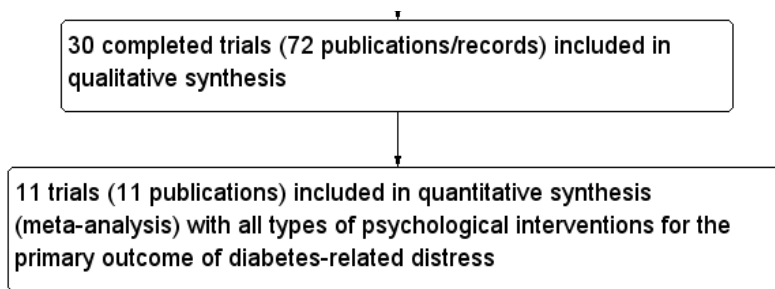 30 completed trials (72 publications/records) included in
qualitative synthesis
11 trials (11 publications) included in quantitative synthesis
(meta-analysis) with all types of psychological interventions for the
primary outcome of diabetes-related distress